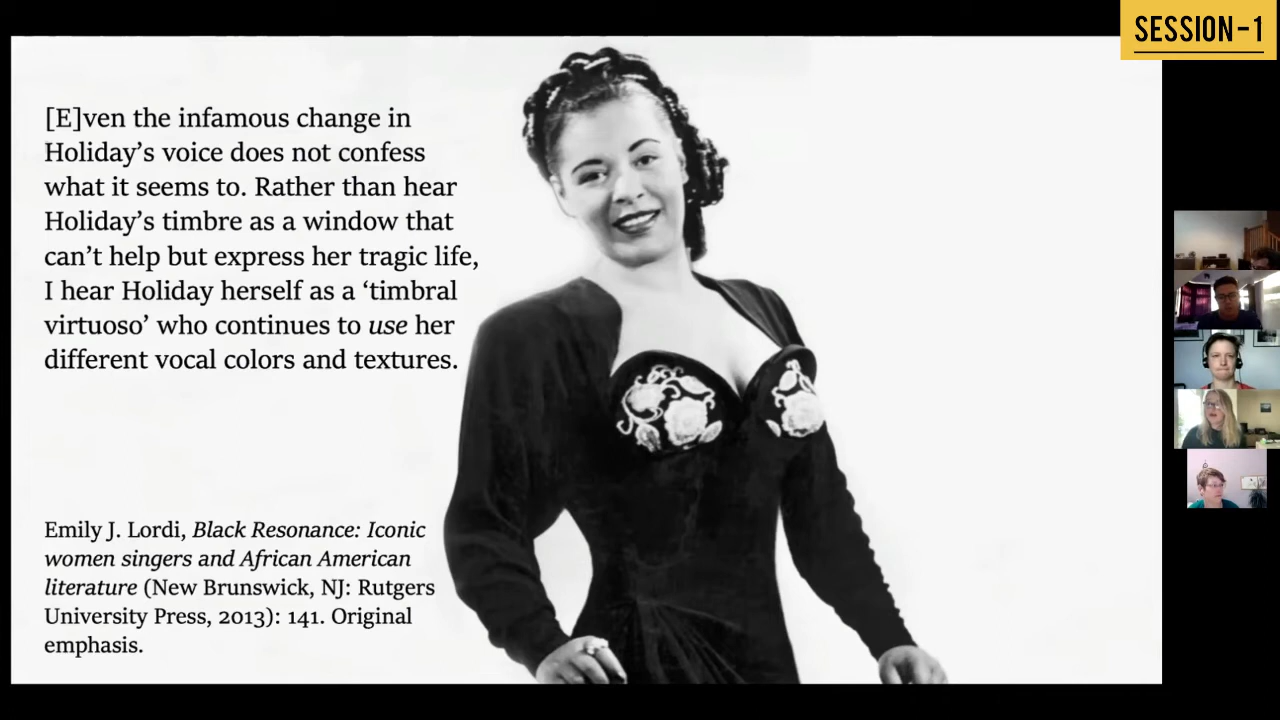 SESSION-1
[E]ven the infamous change in
Holiday’s voice does not confess
what it seems to. Rather than hear
Holiday’s timbre as a window that
can’t help but express her tragic life,
I hear Holiday herself as a ‘timbral
virtuoso’ who continues to use her
different vocal colors and textures.
Emily J. Lordi, Black Resonance: Iconic
women singers and African American
literature (New Brunswick, NJ: Rutgers
University Press, 2013): 141. Original
emphasis.